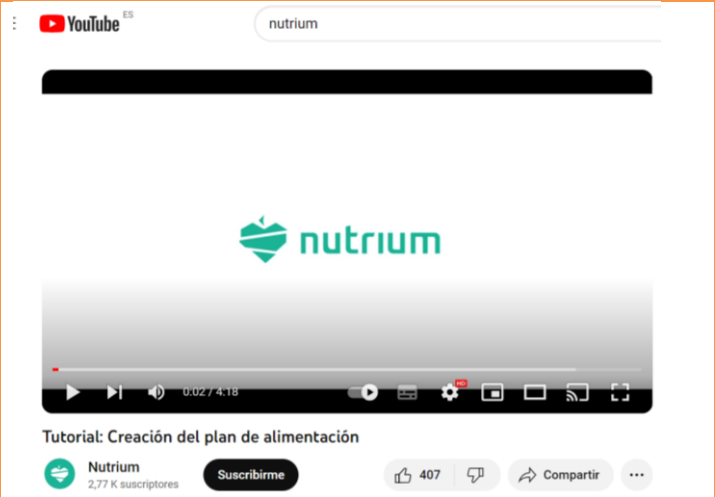 YouTube ES
nutrium
nutrium
0:02 / 4:18
HD
Tutorial: Creación del plan de alimentación
Nutrium
2,77 K suscriptores
Suscribirme
407
Compartir